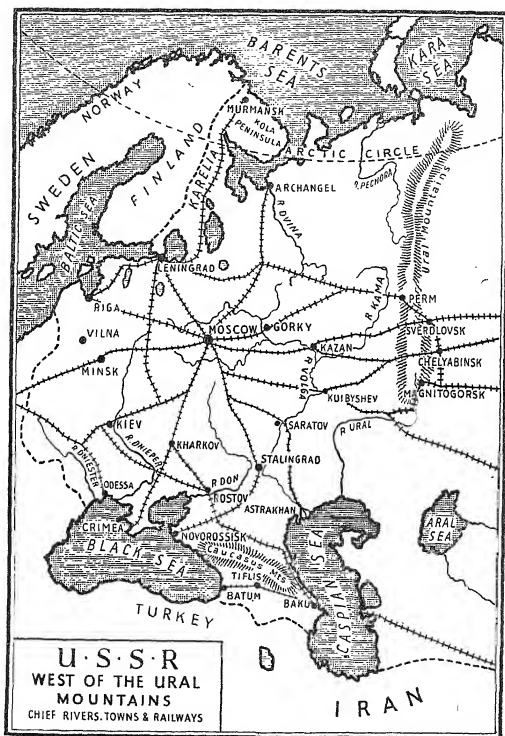 BARENTS
SEA
KARA
SEA
NORWAY
MURMANSK
KOLA
PENINSULA
SWEDEN
FINLAND
KARELIA
ARCTIC CIRCLE
R. PECHORA
ARCHANGEL
R. DVINA
Ural Mountains
BALTIC SEA
LENINGRAD
RIGA
R. KAMA
PERM
VILNA
MOSCOW
GORKY
SVERDLOVSK
KAZAN
CHELYABINSK
MINSK
R. VOLGA
KUIBYSHEV
MAGNITOGORSK
KIEV
SARATOV
R. URAL
R. DNIEPER
KHARKOV
R. DNIESTER
STALINGRAD
ODESSA
R. DON
ROSTOV
ASTRAKHAN
ARAL
SEA
CRIMEA
NOVOROSSISK
BLACK SEA
Caucasus Mts
TIFLIS
BATUM
BAKU
CASPIAN SEA
TURKEY
IRAN
U·S·S·R
WEST OF THE URAL
MOUNTAINS
CHIEF RIVERS. TOWNS & RAILWAYS